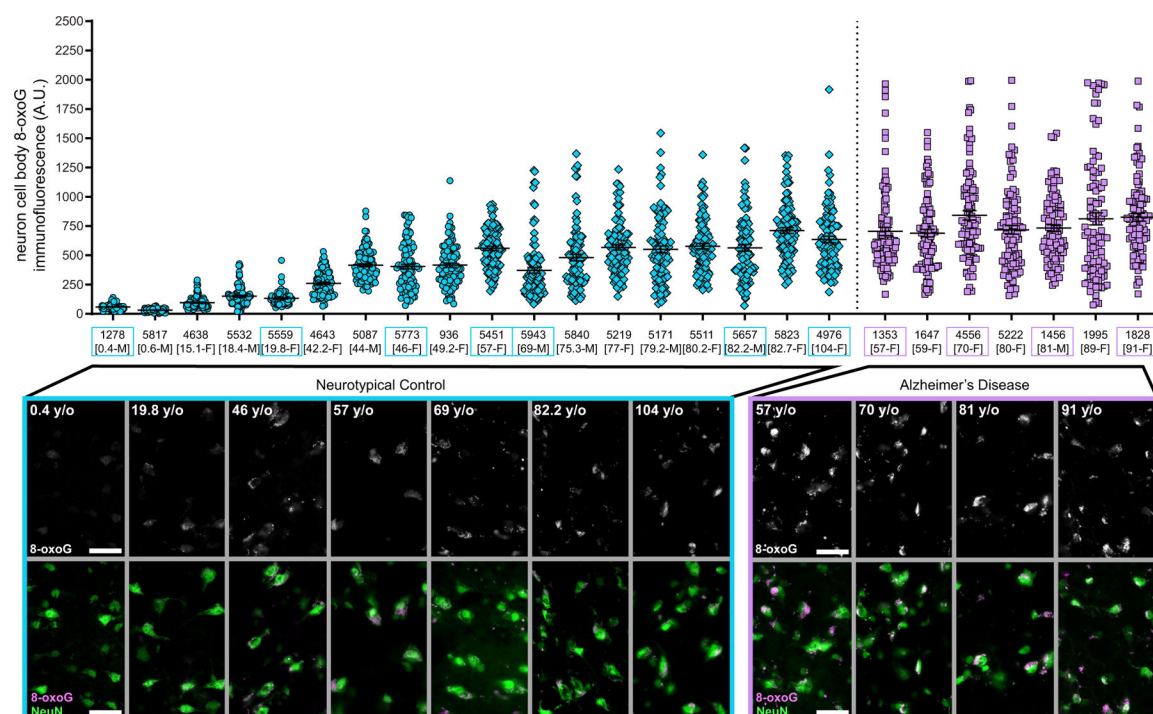 2500
2250
2000
1750
1500
1250
1000
750
500
250
0
neuron cell body 8-oxoG
immunofluorescence (A.U.)
1278 5817 4638 5532 5559 4643 5087 5773 936 5451 5943 5840 5219 5171 5511 5657 5823 4976 1353 1647 4556 5222 1456 1995 1828
[0.4-M] [0.6-M] [15.1-F] [18.4-M] [19.8-F] [42.2-F] [44-M] [46-F] [49.2-F] [57-F] [69-M] [75.3-M] [77-F] [79.2-M] [80.2-F] [82.2-M] [82.7-F] [104-F] [57-F] [59-F] [70-F] [80-F] [81-M] [89-F] [91-F]
Neurotypical Control Alzheimer's Disease
0.4 y/o 19.8 y/o 46 y/o 57 y/o 69 y/o 82.2 y/o 104 y/o 57 y/o 70 y/o 81 y/o 91 y/o
8-oxoG 8-oxoG
8-oxoG 8-oxoG
NeuN NeuN